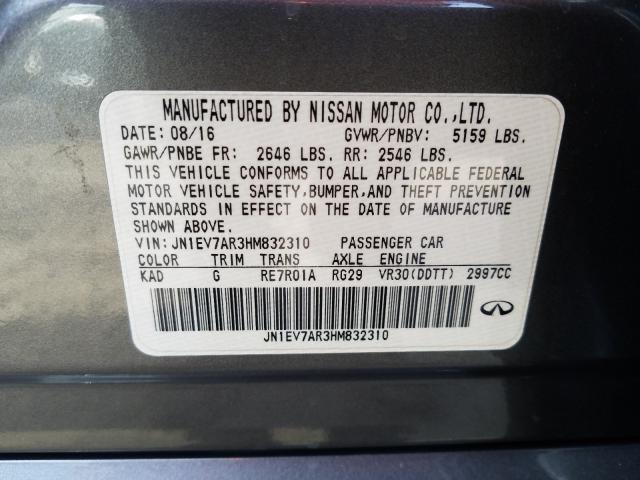 MANUFACTURED BY NISSAN MOTOR CO.,LTD.
DATE: 08/16 GVWR/PNBV: 5159 LBS.
GAWR/PNBE FR: 2646 LBS. RR: 2546 LBS.
THIS VEHICLE CONFORMS TO ALL APPLICABLE FEDERAL
MOTOR VEHICLE SAFETY,BUMPER,AND THEFT PREVENTION
STANDARDS IN EFFECT ON THE DATE OF MANUFACTURE
SHOWN ABOVE.
VIN: JN1EV7AR3HM832310 PASSENGER CAR
COLOR TRIM TRANS AXLE ENGINE
KAD G RE7R01A RG29 VR30(DDTT) 2997CC
JN1EV7AR3HM832310